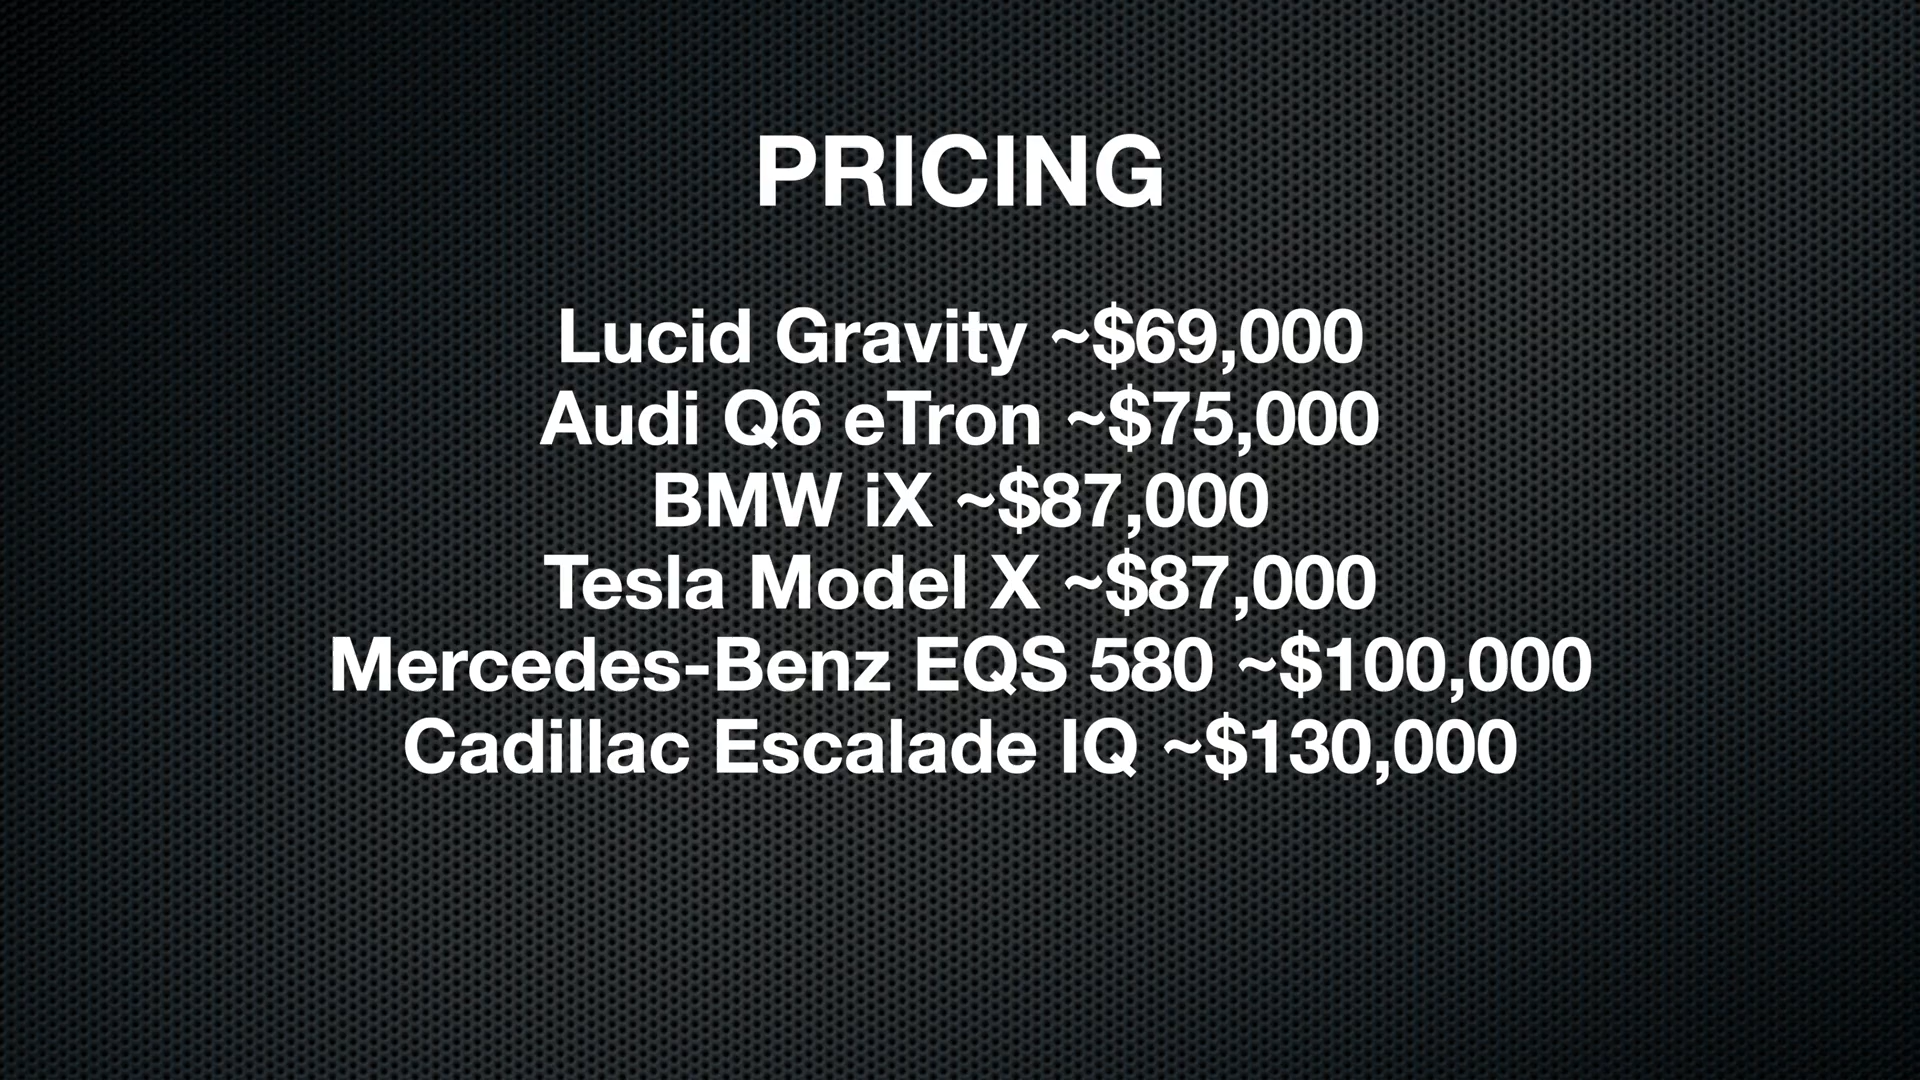 PRICING
Lucid Gravity ~$69,000
Audi Q6 eTron ~$75,000
BMW iX ~$87,000
Tesla Model X ~$87,000
Mercedes-Benz EQS 580 ~$100,000
Cadillac Escalade IQ ~$130,000